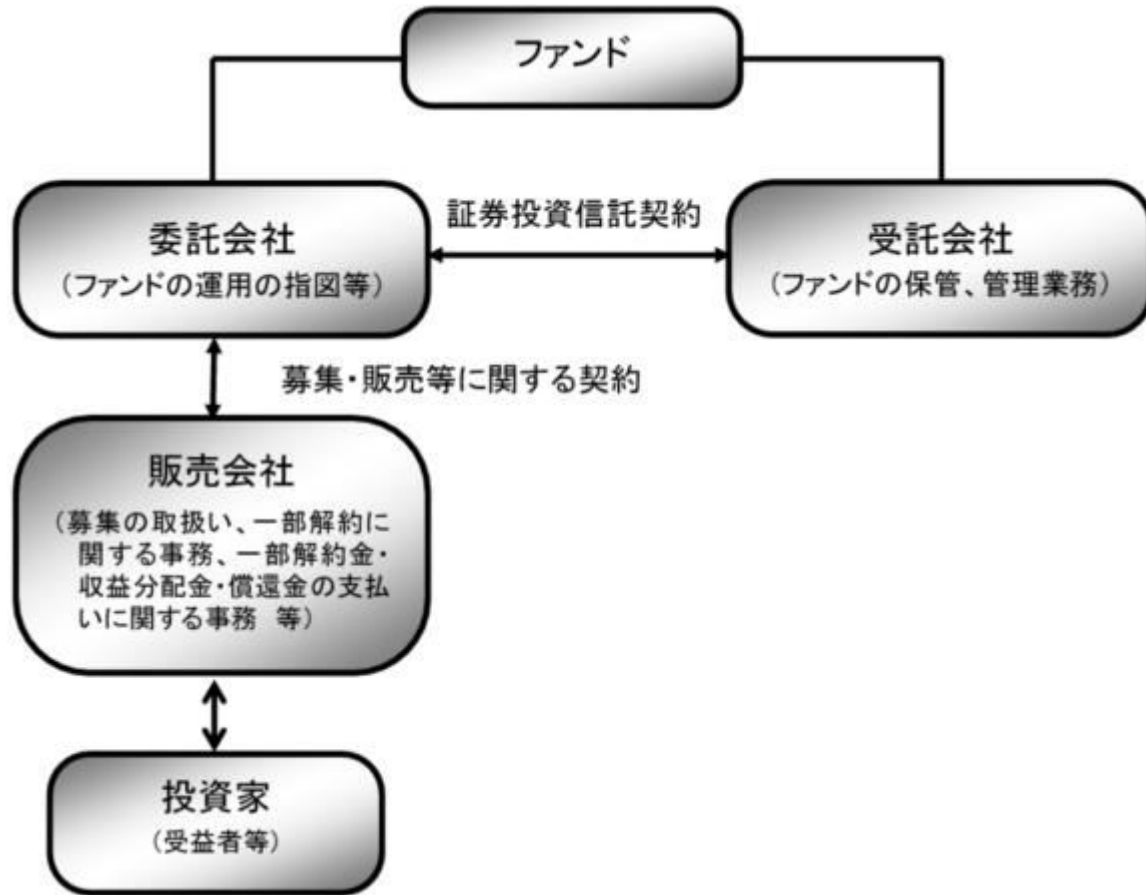 ファンド
委託会社
(ファンドの運用の指図等)
証券投資信託契約
受託会社
(ファンドの保管、管理業務)
募集・販売等に関する契約
販売会社
(募集の取扱い、一部解約に
関する事務、一部解約金・
収益分配金・償還金の支払
いに関する事務 等)
投資家
(受益者等)